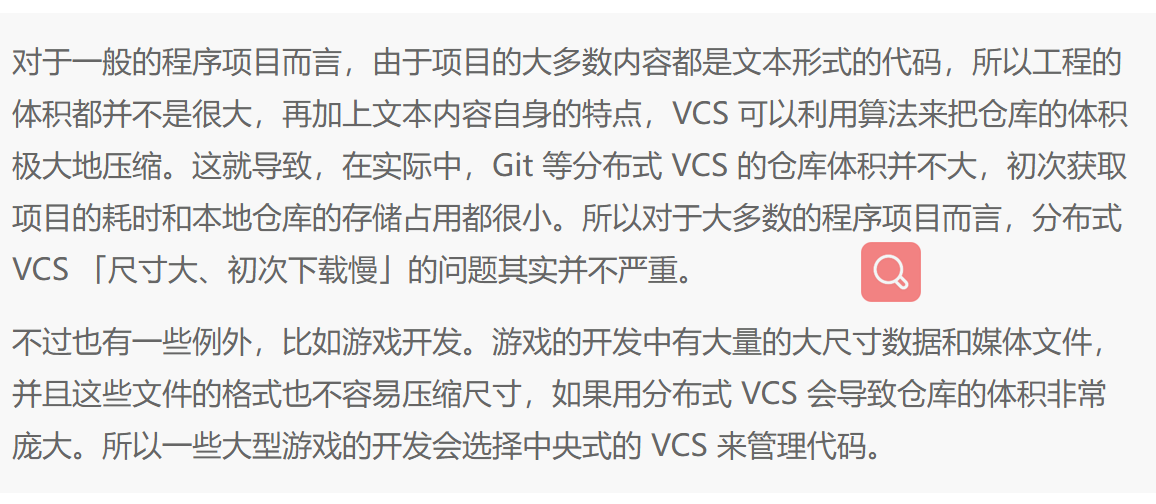 对于一般的程序项目而言，由于项目的大多数内容都是文本形式的代码，所以工程的
体积都并不是很大，再加上文本内容自身的特点，VCS 可以利用算法来把仓库的体积
极大地压缩。这就导致，在实际中，Git 等分布式 VCS 的仓库体积并不大，初次获取
项目的耗时和本地仓库的存储占用都很小。所以对于大多数的程序项目而言，分布式
VCS 「尺寸大、初次下载慢」的问题其实并不严重。
不过也有一些例外，比如游戏开发。游戏的开发中有大量的大尺寸数据和媒体文件，
并且这些文件的格式也不容易压缩尺寸，如果用分布式 VCS 会导致仓库的体积非常
庞大。所以一些大型游戏的开发会选择中央式的 VCS 来管理代码。